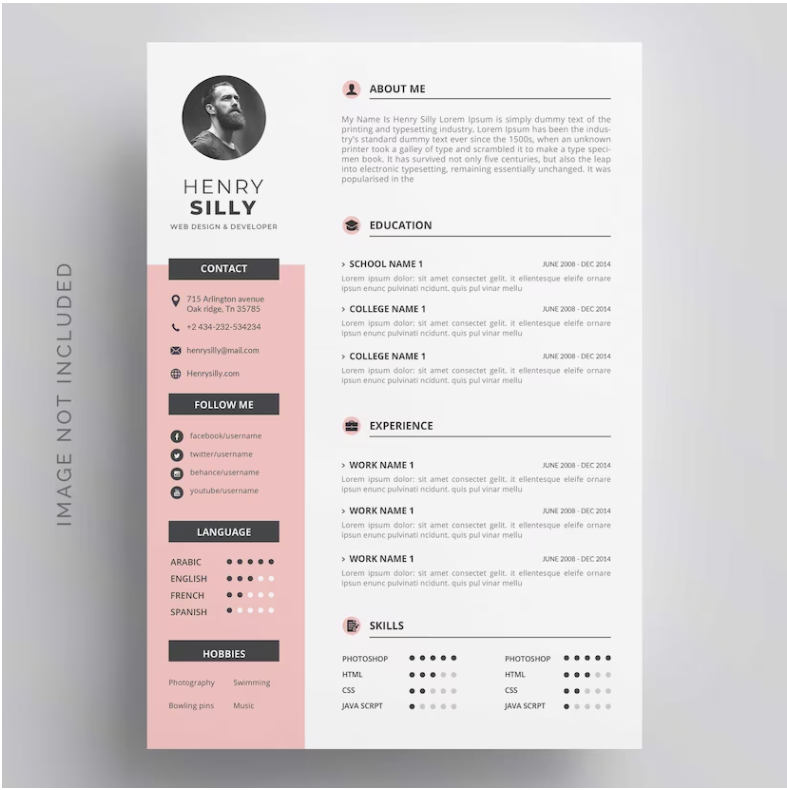 IMAGE NOT INCLUDED
HENRY
SILLY
WEB DESIGN & DEVELOPER
CONTACT
715 Arlington avenue
Oak ridge, Tn 35785
+2 434-232-534234
henrysilly@mail.com
Henrysilly.com
FOLLOW ME
facebook/username
twitter/username
behance/username
youtube/username
LANGUAGE
ARABIC
ENGLISH
FRENCH
SPANISH
HOBBIES
Photography Swimming
Bowling pins Music
ABOUT ME
My Name Is Henry Silly Lorem Ipsum is simply dummy text of the
printing and typesetting industry. Lorem Ipsum has been the indus-
try's standard dummy text ever since the 1500s, when an unknown
printer took a galley of type and scrambled it to make a type speci-
men book. It has survived not only five centuries, but also the leap
into electronic typesetting, remaining essentially unchanged. It was
popularised in the
EDUCATION
› SCHOOL NAME 1 JUNE 2008 - DEC 2014
Lorem ipsum dolor: sit amet consectet gelit. it ellentesque eleife ornare
ipsun enunc pulvinati ncidunt. quis pul vinar mellu
› COLLEGE NAME 1 JUNE 2008 - DEC 2014
Lorem ipsum dolor: sit amet consectet gelit. it ellentesque eleife ornare
ipsun enunc pulvinati ncidunt. quis pul vinar mellu
› COLLEGE NAME 1 JUNE 2008 - DEC 2014
Lorem ipsum dolor: sit amet consectet gelit. it ellentesque eleife ornare
ipsun enunc pulvinati ncidunt. quis pul vinar mellu
EXPERIENCE
› WORK NAME 1 JUNE 2008 - DEC 2014
Lorem ipsum dolor: sit amet consectet gelit. it ellentesque eleife ornare
ipsun enunc pulvinati ncidunt. quis pul vinar mellu
› WORK NAME 1 JUNE 2008 - DEC 2014
Lorem ipsum dolor: sit amet consectet gelit. it ellentesque eleife ornare
ipsun enunc pulvinati ncidunt. quis pul vinar mellu
› WORK NAME 1 JUNE 2008 - DEC 2014
Lorem ipsum dolor: sit amet consectet gelit. it ellentesque eleife ornare
ipsun enunc pulvinati ncidunt. quis pul vinar mellu
SKILLS
PHOTOSHOP PHOTOSHOP
HTML HTML
CSS CSS
JAVA SCRPT JAVA SCRPT